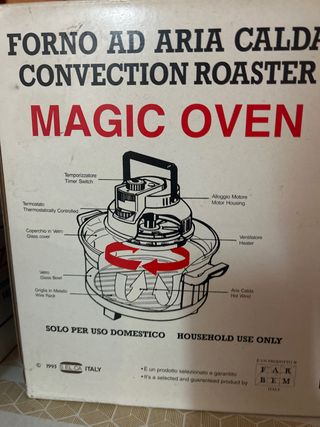 FORNO AD ARIA CALDA
CONVECTION ROASTER
MAGIC OVEN
Temporizzatore
Timer Switch
Alloggio Motore
Motor Housing
Termostato
Thermostatically Controlled
Coperchio in Vetro
Glass cover
Ventilatore
Heater
Vetro
Glass Bowl
Griglia in Metallo
Wire Rack
Aria Calda
Hot Wind
SOLO PER USO DOMESTICO HOUSEHOLD USE ONLY
© 1993 ITALY
• E un prodotto selezionato e garantito
• It's a selected and guaranteed product by
È UN PRODOTTO
FAR
BEM
ITALY